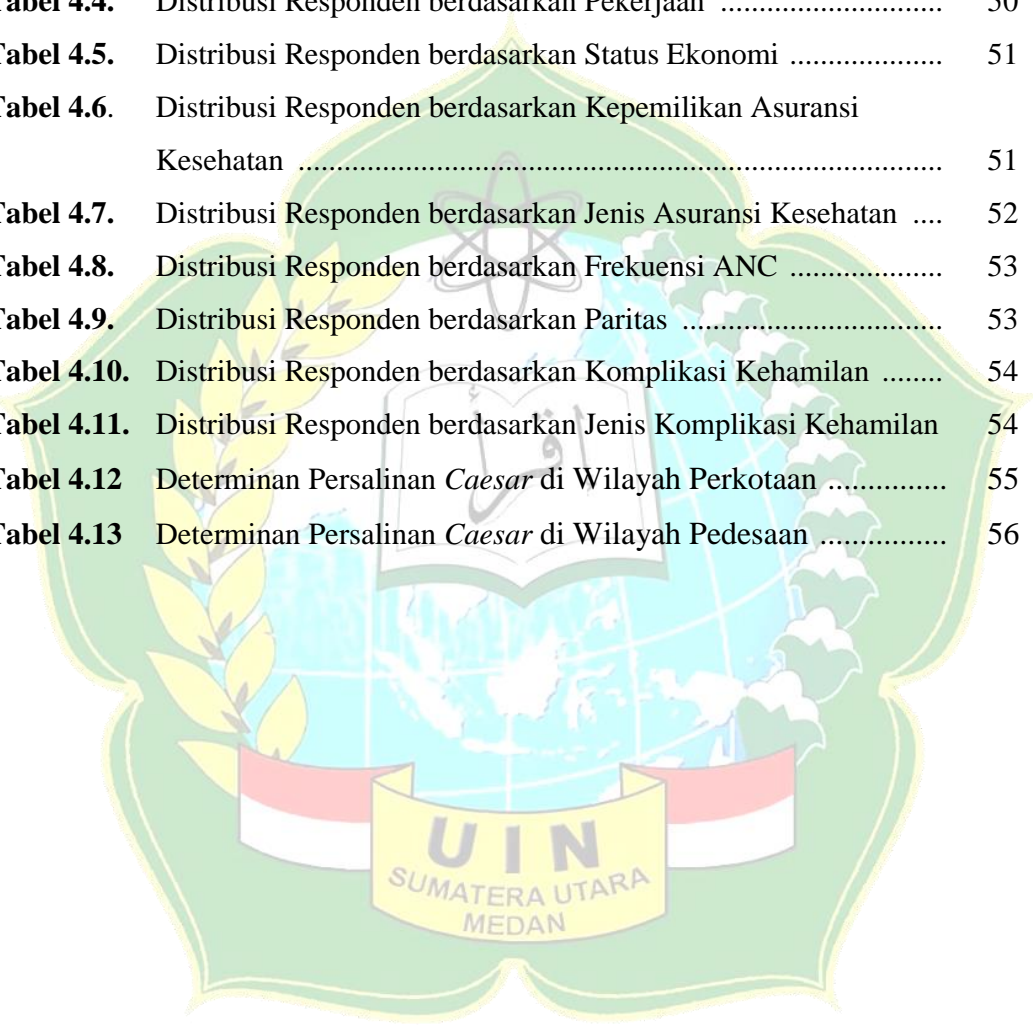 Tabel 4.4. Distribusi Responden berdasarkan Pekerjaan ............................ 50
Tabel 4.5. Distribusi Responden berdasarkan Status Ekonomi ................... 51
Tabel 4.6. Distribusi Responden berdasarkan Kepemilikan Asuransi
Kesehatan ................................................................................ 51
Tabel 4.7. Distribusi Responden berdasarkan Jenis Asuransi Kesehatan .... 52
Tabel 4.8. Distribusi Responden berdasarkan Frekuensi ANC ................... 53
Tabel 4.9. Distribusi Responden berdasarkan Paritas ................................ 53
Tabel 4.10. Distribusi Responden berdasarkan Komplikasi Kehamilan ........ 54
Tabel 4.11. Distribusi Responden berdasarkan Jenis Komplikasi Kehamilan 54
Tabel 4.12 Determinan Persalinan Caesar di Wilayah Perkotaan ............... 55
Tabel 4.13 Determinan Persalinan Caesar di Wilayah Pedesaan ................ 56
UIN
SUMATERA UTARA
MEDAN